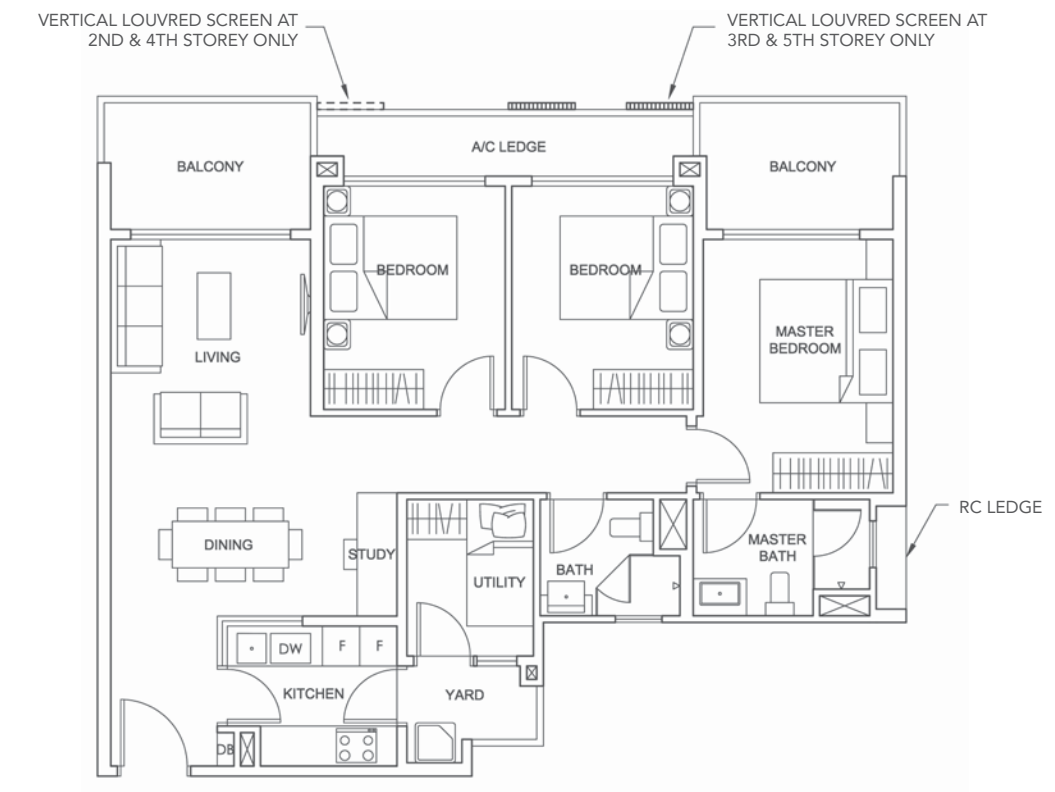 VERTICAL LOUVRED SCREEN AT
2ND & 4TH STOREY ONLY
VERTICAL LOUVRED SCREEN AT
3RD & 5TH STOREY ONLY
A/C LEDGE
BALCONY
BALCONY
BEDROOM
BEDROOM
MASTER
BEDROOM
LIVING
RC LEDGE
DINING
STUDY
UTILITY
BATH
MASTER
BATH
DW
F
F
KITCHEN
YARD
DB